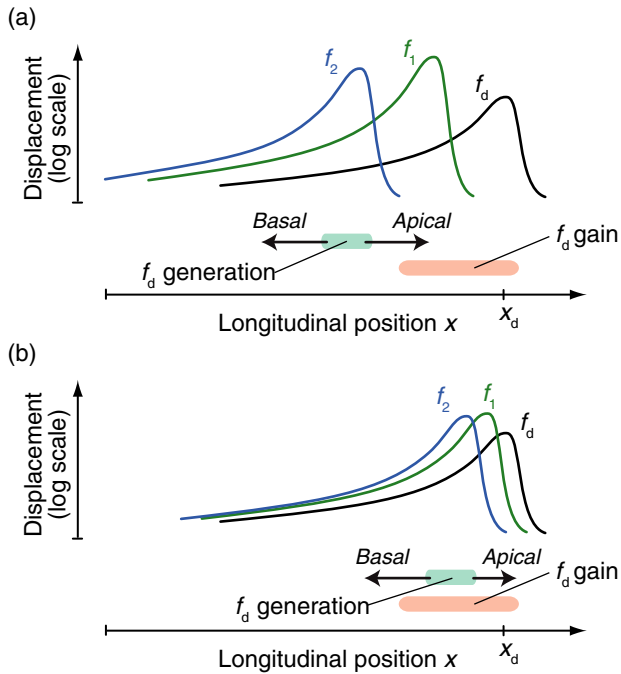 (a)
Displacement
(log scale)
f2
f1
fd
Basal
Apical
fd gain
fd generation
xd
Longitudinal position x
(b)
Displacement
(log scale)
f2
f1
fd
Basal
Apical
fd gain
fd generation
xd
Longitudinal position x